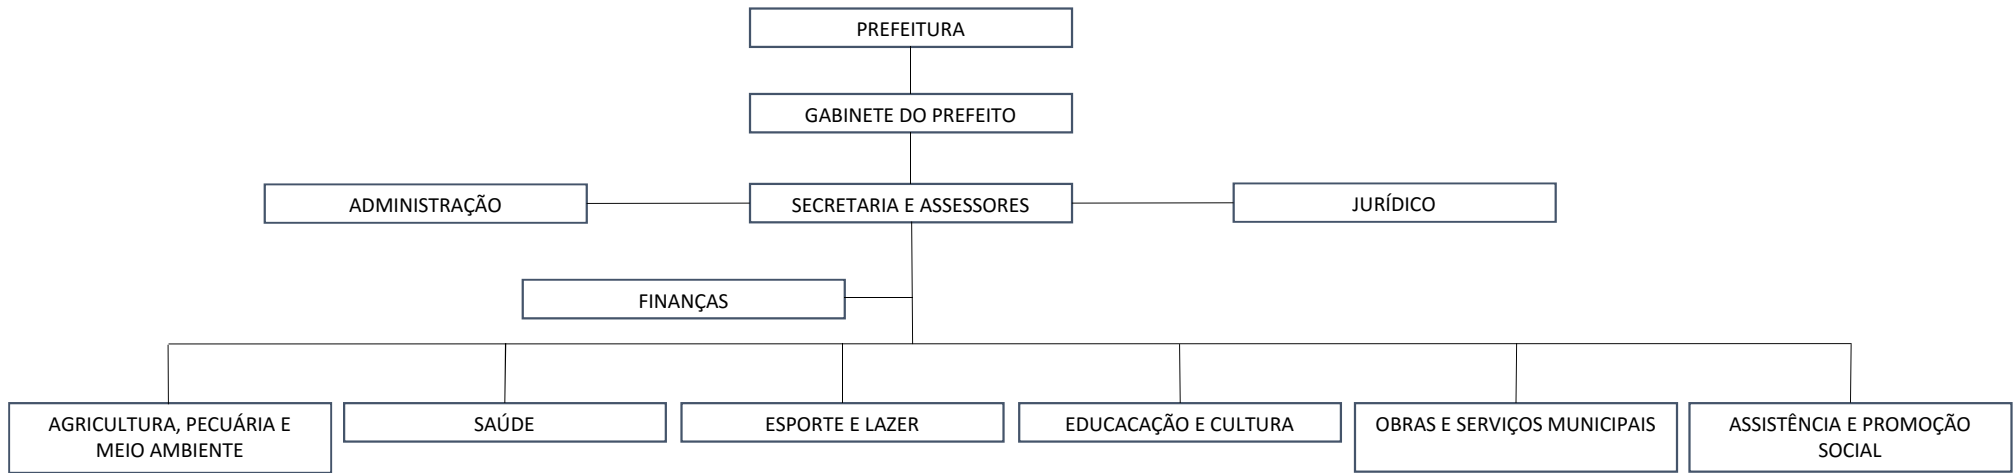 PREFEITURA
GABINETE DO PREFEITO
ADMINISTRAÇÃO
SECRETARIA E ASSESSORES
JURÍDICO
FINANÇAS
AGRICULTURA, PECUÁRIA E
MEIO AMBIENTE
SAÚDE
ESPORTE E LAZER
EDUCACAÇÃO E CULTURA
OBRAS E SERVIÇOS MUNICIPAIS
ASSISTÊNCIA E PROMOÇÃO
SOCIAL